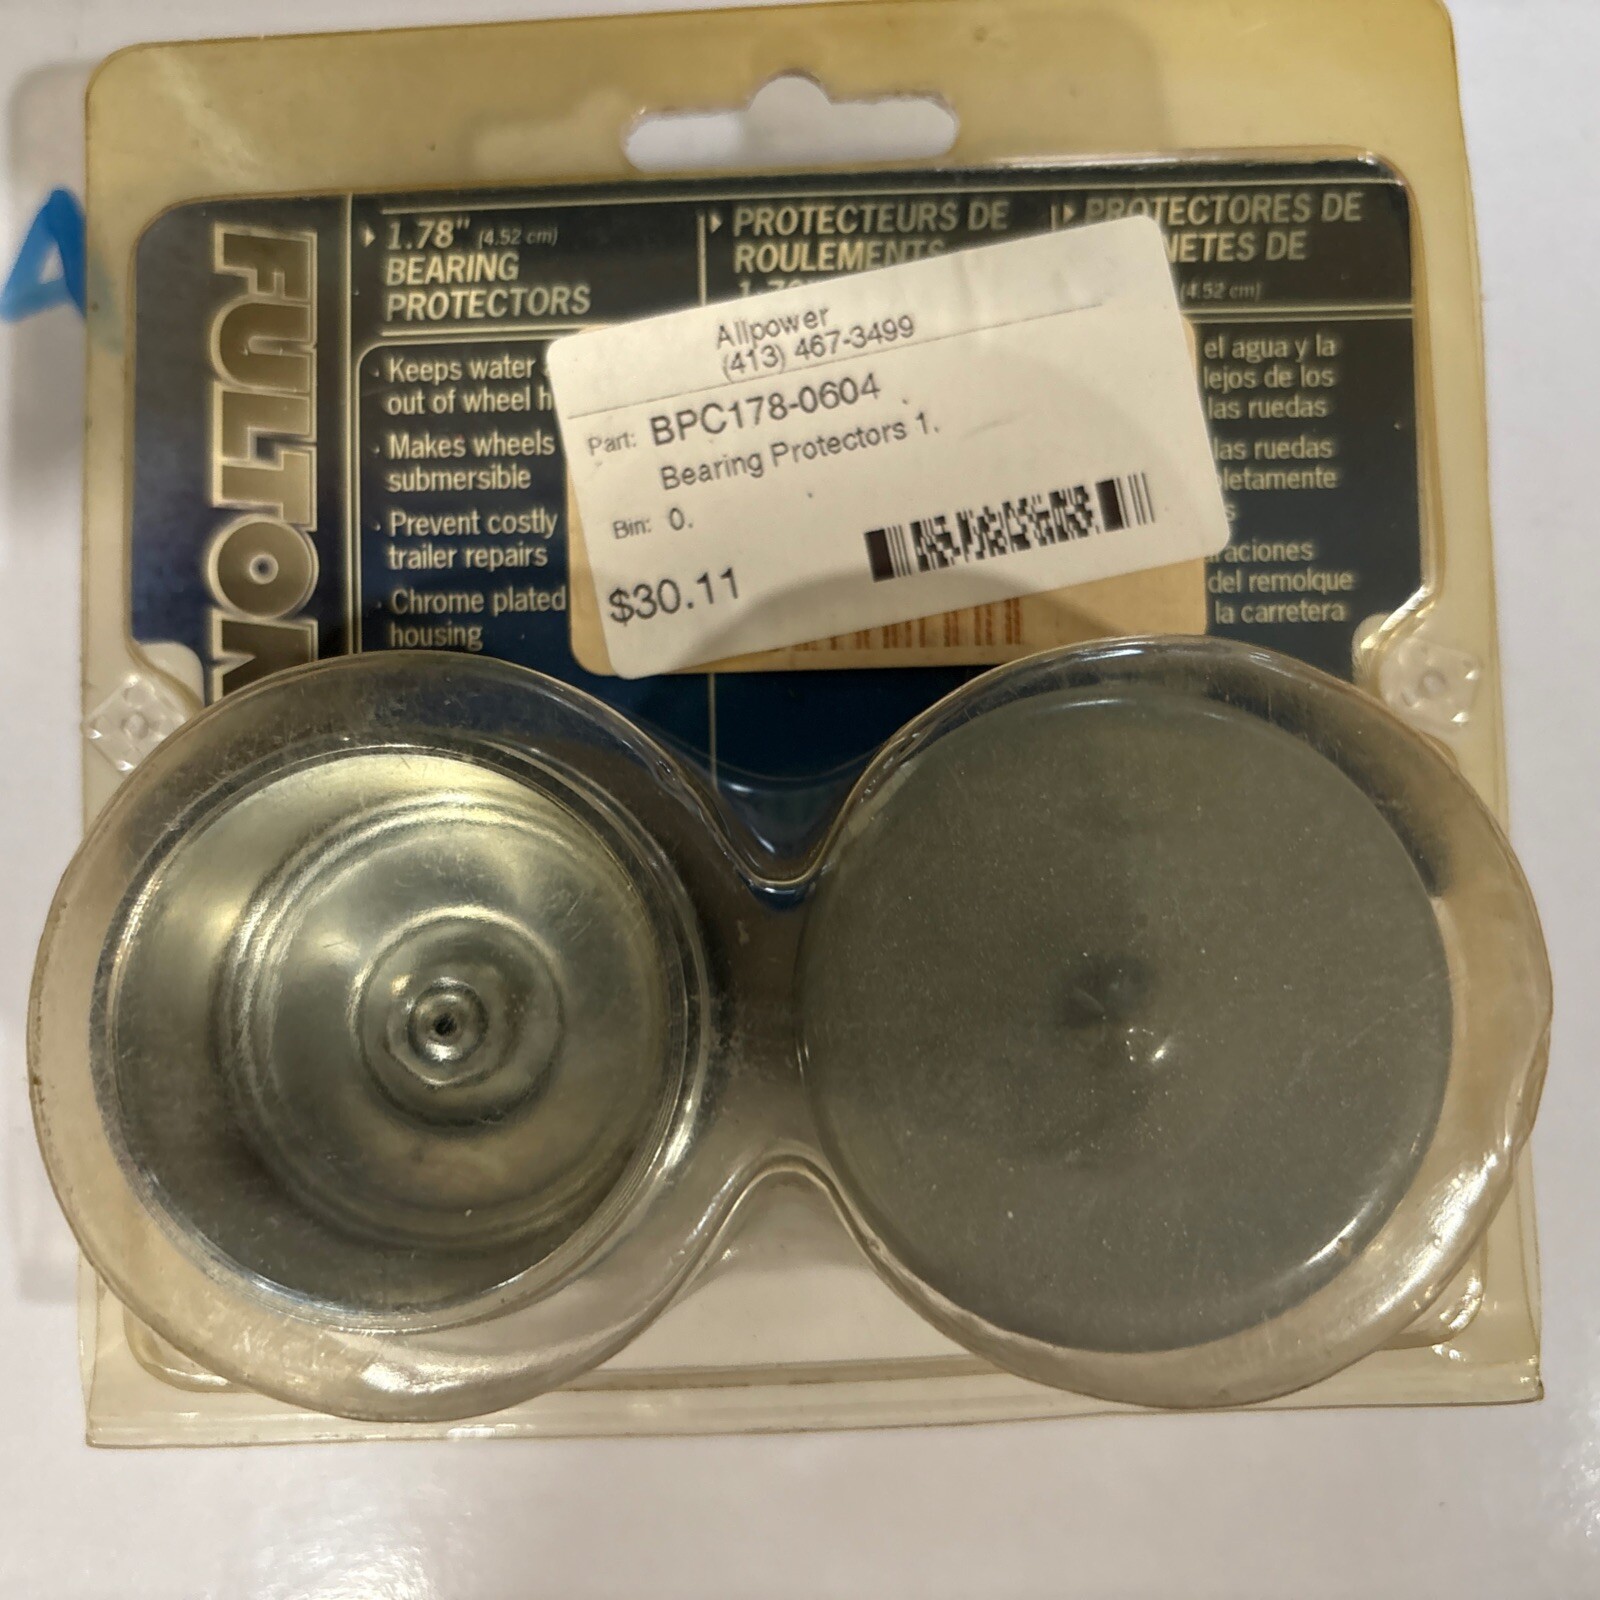 A
FULTON
1.78" (4.52 cm)
BEARING
PROTECTORS
· Keeps water
out of wheel
· Makes wheels
submersible
· Prevent costly
trailer repairs
· Chrome plated
housing
PROTECTEURS DE
ROULEMENTS
PROTECTORES DE
DE
(4.52 cm)
el agua y la
lejos de los
las ruedas
las ruedas
del remolque
la carretera
Allpower
(413) 467-3499
Part: BPC178-0604
Bearing Protectors 1.
Bin: 0.
$30.11